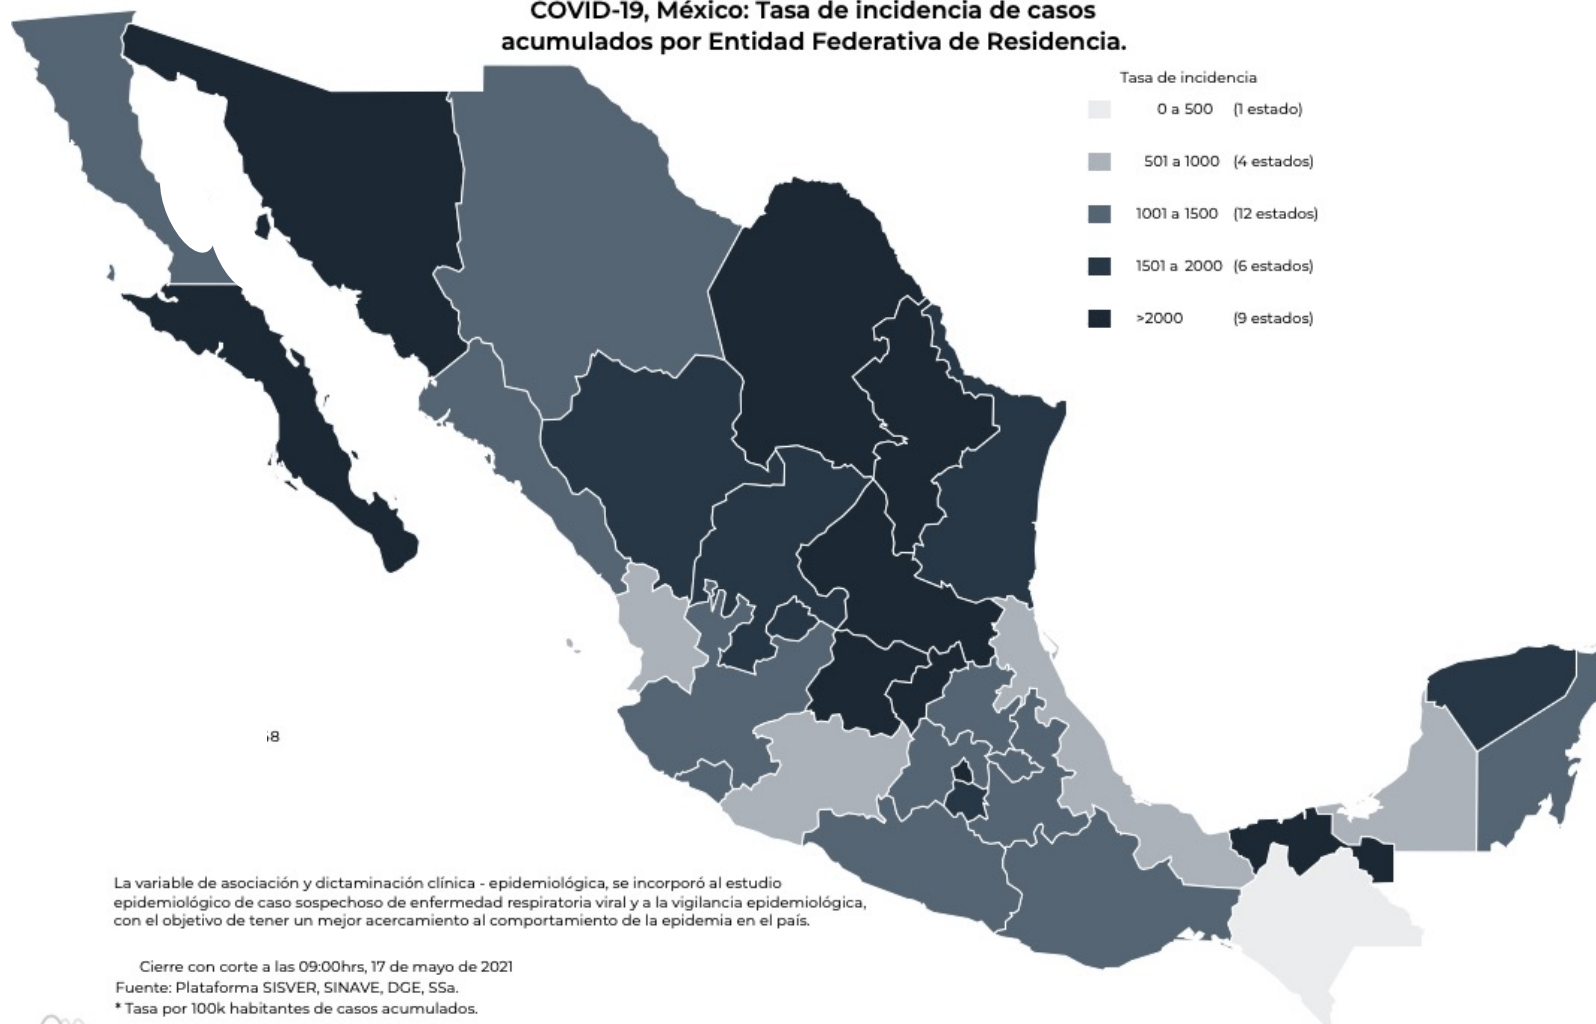 COVID-19, México: Tasa de incidencia de casos
acumulados por Entidad Federativa de Residencia.
Tasa de incidencia
0 a 500 (1 estado)
501 a 1000 (4 estados)
1001 a 1500 (12 estados)
1501 a 2000 (6 estados)
>2000 (9 estados)
La variable de asociación y dictaminación clínica - epidemiológica, se incorporó al estudio
epidemiológico de caso sospechoso de enfermedad respiratoria viral y a la vigilancia epidemiológica,
con el objetivo de tener un mejor acercamiento al comportamiento de la epidemia en el país.
Cierre con corte a las 09:00hrs, 17 de mayo de 2021
Fuente: Plataforma SISVER, SINAVE, DGE, SSa.
* Tasa por 100k habitantes de casos acumulados.